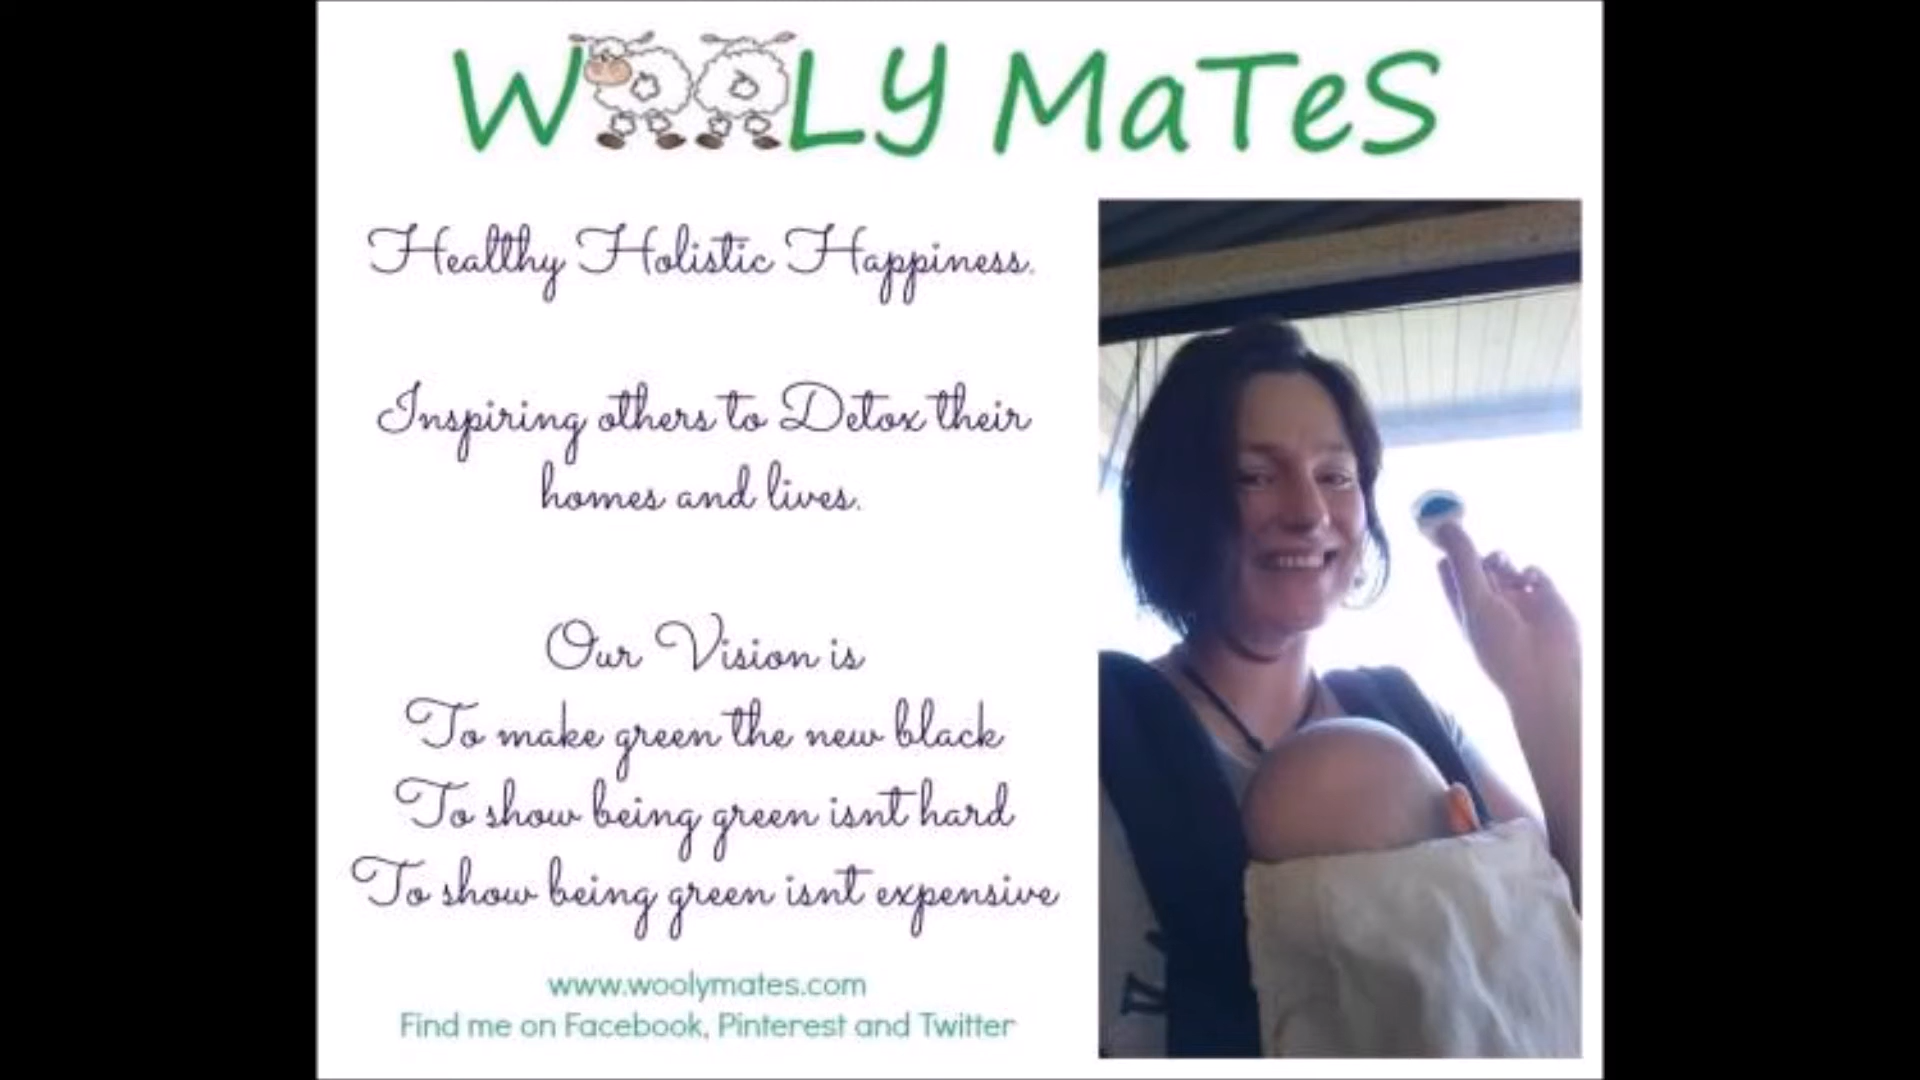 WOOLY MaTeS
Healthy Holistic Happiness.
Inspiring others to Detox their
homes and lives.
Our Vision is
To make green the new black
To show being green isnt hard
To show being green isnt expensive
www.woolymates.com
Find me on Facebook, Pinterest and Twitter